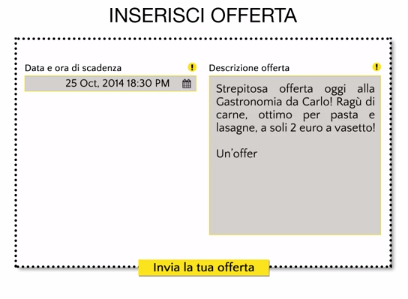 INSERISCI OFFERTA
Data e ora di scadenza
25 Oct, 2014 18:30 PM
Descrizione offerta
Strepitosa offerta oggi alla
Gastronomia da Carlo! Ragù di
carne, ottimo per pasta e
lasagne, a soli 2 euro a vasetto!
Un'offer
Invia la tua offerta